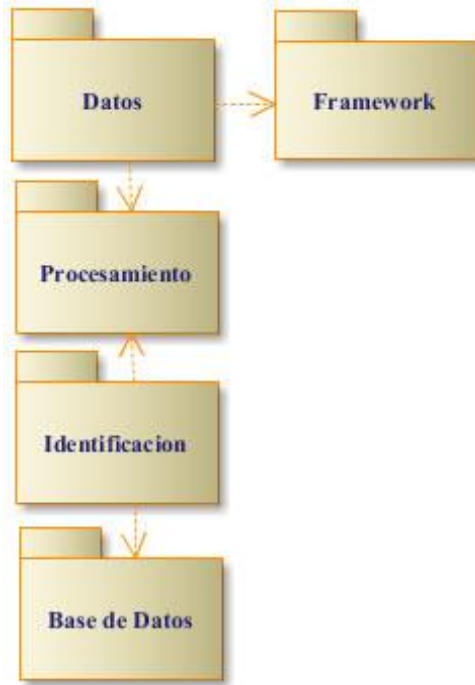 Datos
Framework
Procesamiento
Identificacion
Base de Datos